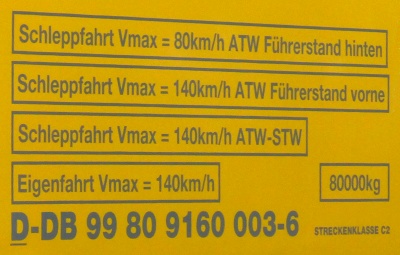 Schleppfahrt Vmax = 80km/h ATW Führerstand hinten
Schleppfahrt Vmax = 140km/h ATW Führerstand vorne
Schleppfahrt Vmax = 140km/h ATW-STW
Eigenfahrt Vmax = 140km/h 80000kg
D-DB 99 80 9160 003-6 STRECKENKLASSE C2